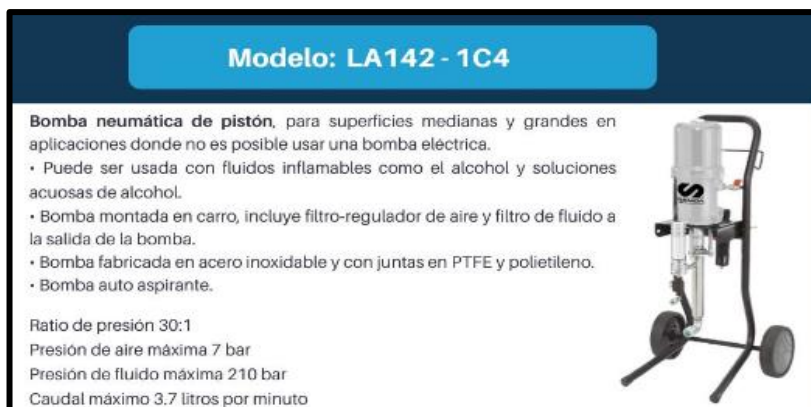 Modelo: LA142 - 1C4
Bomba neumática de pistón, para superficies medianas y grandes en
aplicaciones donde no es posible usar una bomba eléctrica.
• Puede ser usada con fluidos inflamables como el alcohol y soluciones
acuosas de alcohol.
• Bomba montada en carro, incluye filtro-regulador de aire y filtro de fluido a
la salida de la bomba.
• Bomba fabricada en acero inoxidable y con juntas en PTFE y polietileno.
• Bomba auto aspirante.
Ratio de presión 30:1
Presión de aire máxima 7 bar
Presión de fluido máxima 210 bar
Caudal máximo 3.7 litros por minuto